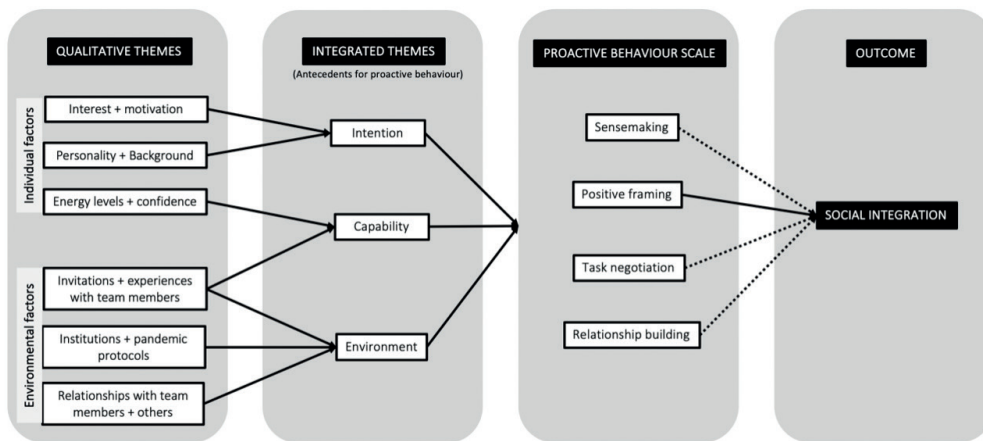 QUALITATIVE THEMES
Individual factors
Interest + motivation
Personality + Background
Energy levels + confidence
Environmental factors
Invitations + experiences
with team members
Institutions + pandemic
protocols
Relationships with team
members + others
INTEGRATED THEMES
(Antecedents for proactive behaviour)
Intention
Capability
Environment
PROACTIVE BEHAVIOUR SCALE
Sensemaking
Positive framing
Task negotiation
Relationship building
OUTCOME
SOCIAL INTEGRATION